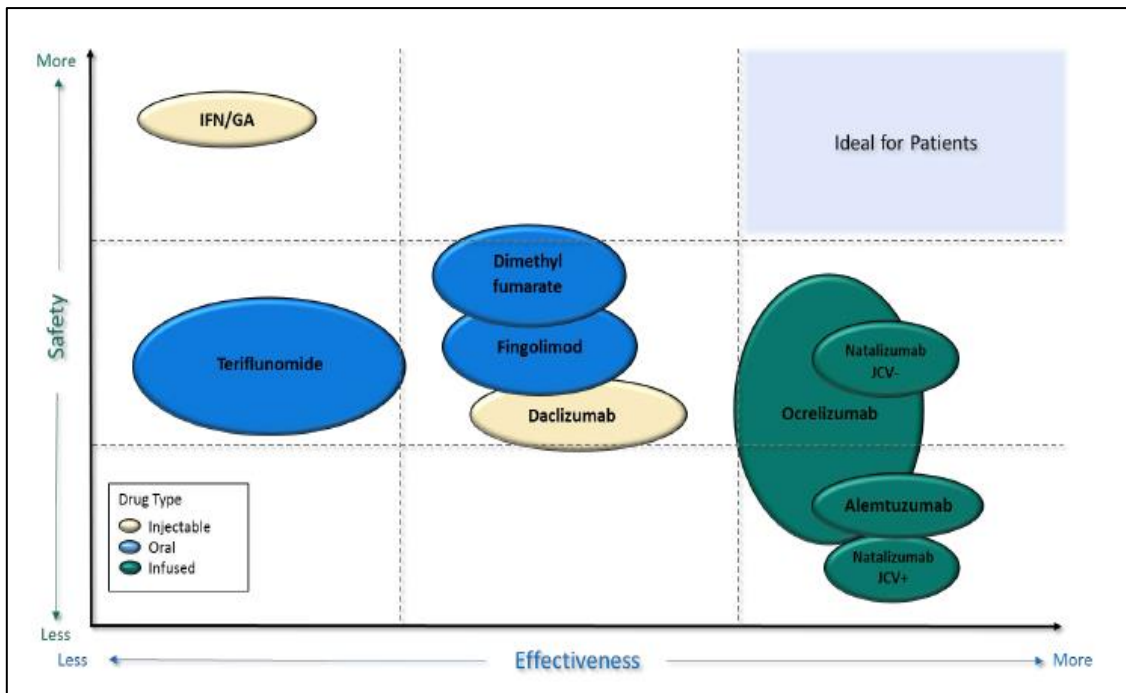 More
IFN/GA
Ideal for Patients
Dimethyl
fumarate
Safety
Teriflunomide
Fingolimod
Natalizumab
JCV-
Daclizumab
Ocrelizumab
Drug Type
Injectable
Oral
Infused
Alemtuzumab
Natalizumab
JCV+
Less
Less
Effectiveness
More